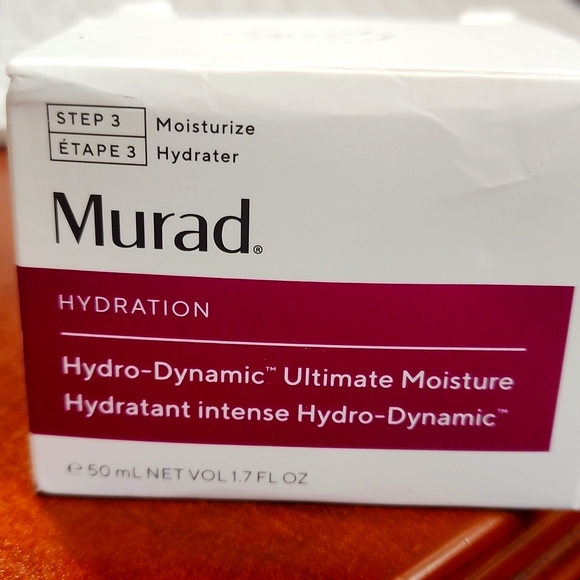 STEP 3 Moisturize
ÉTAPE 3 Hydrater
Murad®
HYDRATION
Hydro-Dynamic™ Ultimate Moisture
Hydratant intense Hydro-Dynamic™
℮ 50 mL NET VOL 1.7 FL OZ